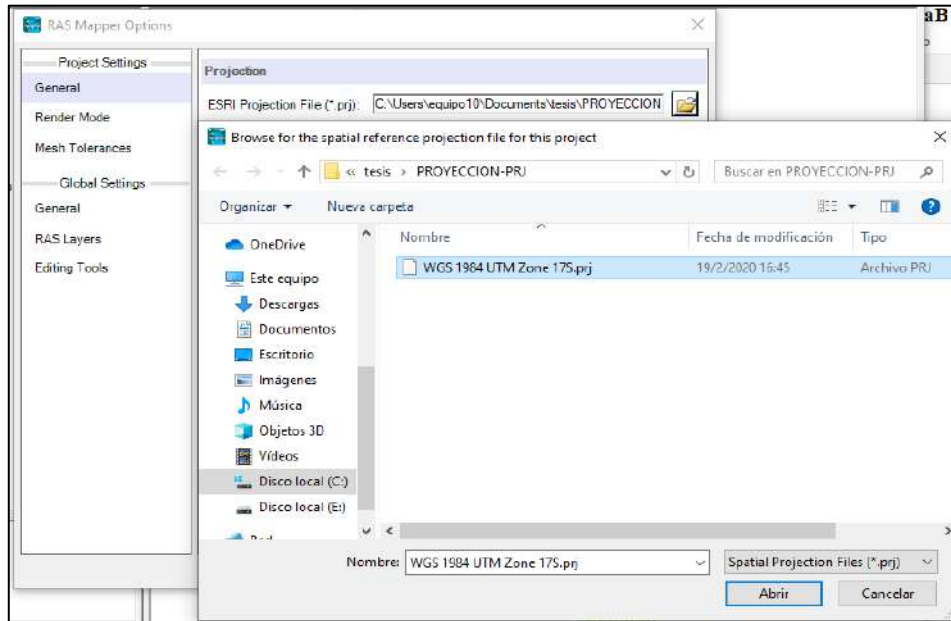 RAS Mapper Options
aB
Project Settings
General
Render Mode
Mesh Tolerances
Global Settings
General
RAS Layers
Editing Tools
Projection
ESRI Projection File (*.prj): C:\Users\equipo10\Documents\tesis\PROYECCION
Browse for the spatial reference projection file for this project
« tesis > PROYECCION-PRJ
Buscar en PROYECCION-PRJ
Organizar
Nueva carpeta
Nombre
Fecha de modificación
Tipo
WGS 1984 UTM Zone 17S.prj
19/2/2020 16:45
Archivo PRJ
OneDrive
Este equipo
Descargas
Documentos
Escritorio
Imágenes
Música
Objetos 3D
Vídeos
Disco local (C:)
Disco local (E:)
Nombre: WGS 1984 UTM Zone 17S.prj
Spatial Projection Files (*.prj)
Abrir
Cancelar